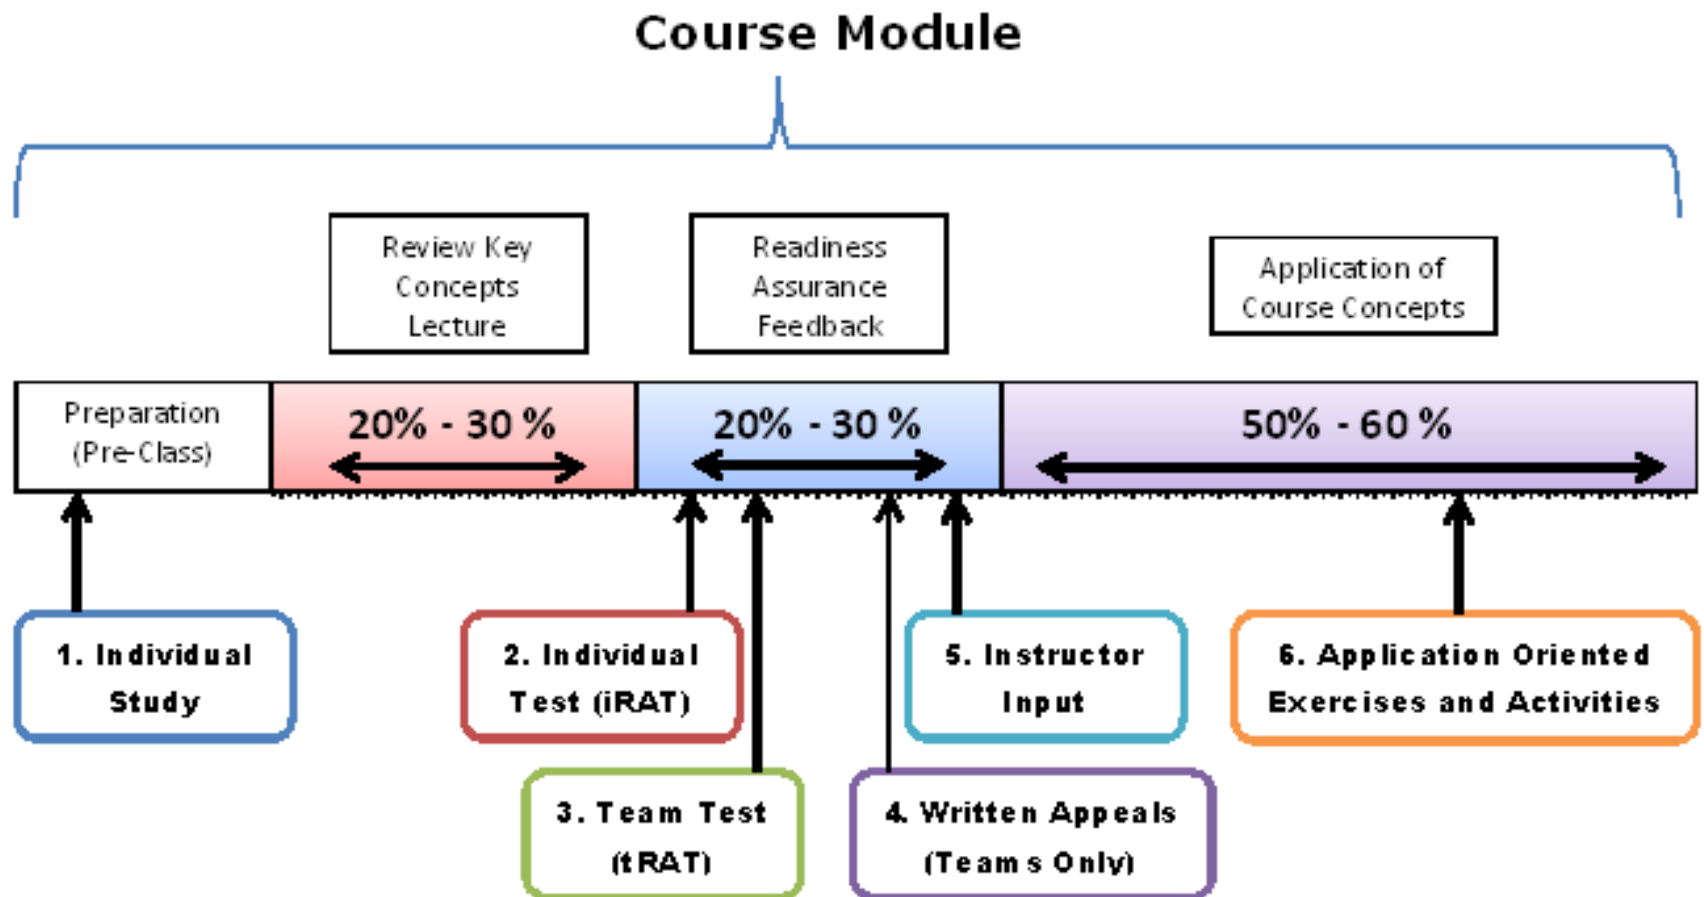 Course Module
Review Key
Concepts
Lecture
Readiness
Assurance
Feedback
Application of
Course Concepts
Preparation
(Pre-Class)
20% - 30 %
20% - 30 %
50% - 60 %
1. Individual
Study
2. Individual
Test (iRAT)
5. Instructor
Input
6. Application Oriented
Exercises and Activities
3. Team Test
(tRAT)
4. Written Appeals
(Teams Only)